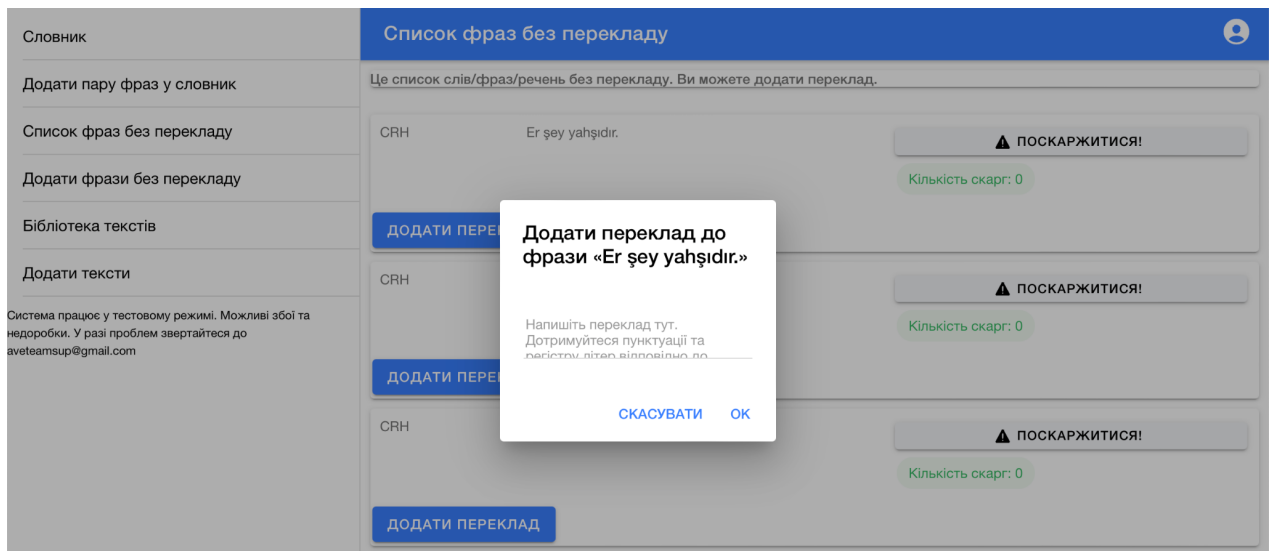 Словник
Додати пару фраз у словник
Список фраз без перекладу
Додати фрази без перекладу
Бібліотека текстів
Додати тексти
Система працює у тестовому режимі. Можливі збої та
недоробки. У разі проблем звертайтеся до
aveteamsup@gmail.com
Список фраз без перекладу
Це список слів/фраз/речень без перекладу. Ви можете додати переклад.
CRH
Er şey yahşıdır.
ПОСКАРЖИТИСЯ!
Кількість скарг: 0
ДОДАТИ
CRH
ПОСКАРЖИТИСЯ!
Кількість скарг: 0
ДОДАТИ
CRH
ПОСКАРЖИТИСЯ!
Кількість скарг: 0
ДОДАТИ ПЕРЕКЛАД
Додати переклад до
фрази «Er şey yahşıdır.»
Напишіть переклад тут.
Дотримуйтеся пунктуації та
регістру літер відповідно до
СКАСУВАТИ
OK